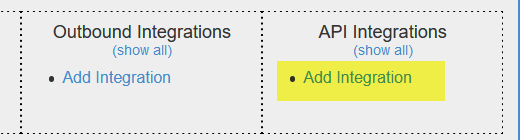 Outbound Integrations
(show all)
• Add Integration
API Integrations
(show all)
• Add Integration